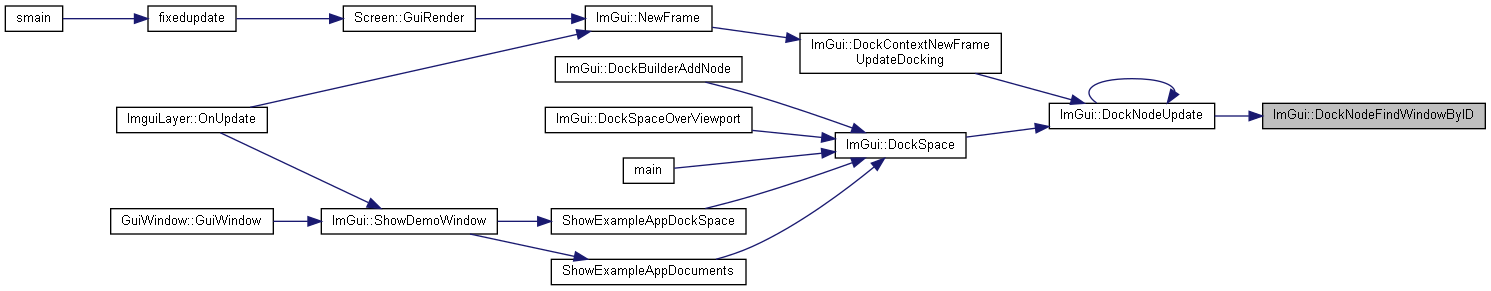 smain
fixedupdate
Screen::GuiRender
ImGui::NewFrame
ImGui::DockContextNewFrame
UpdateDocking
ImGui::DockBuilderAddNode
ImguiLayer::OnUpdate
ImGui::DockSpaceOverViewport
ImGui::DockNodeUpdate
ImGui::DockNodeFindWindowByID
ImGui::DockSpace
main
GuiWindow::GuiWindow
ImGui::ShowDemoWindow
ShowExampleAppDockSpace
ShowExampleAppDocuments